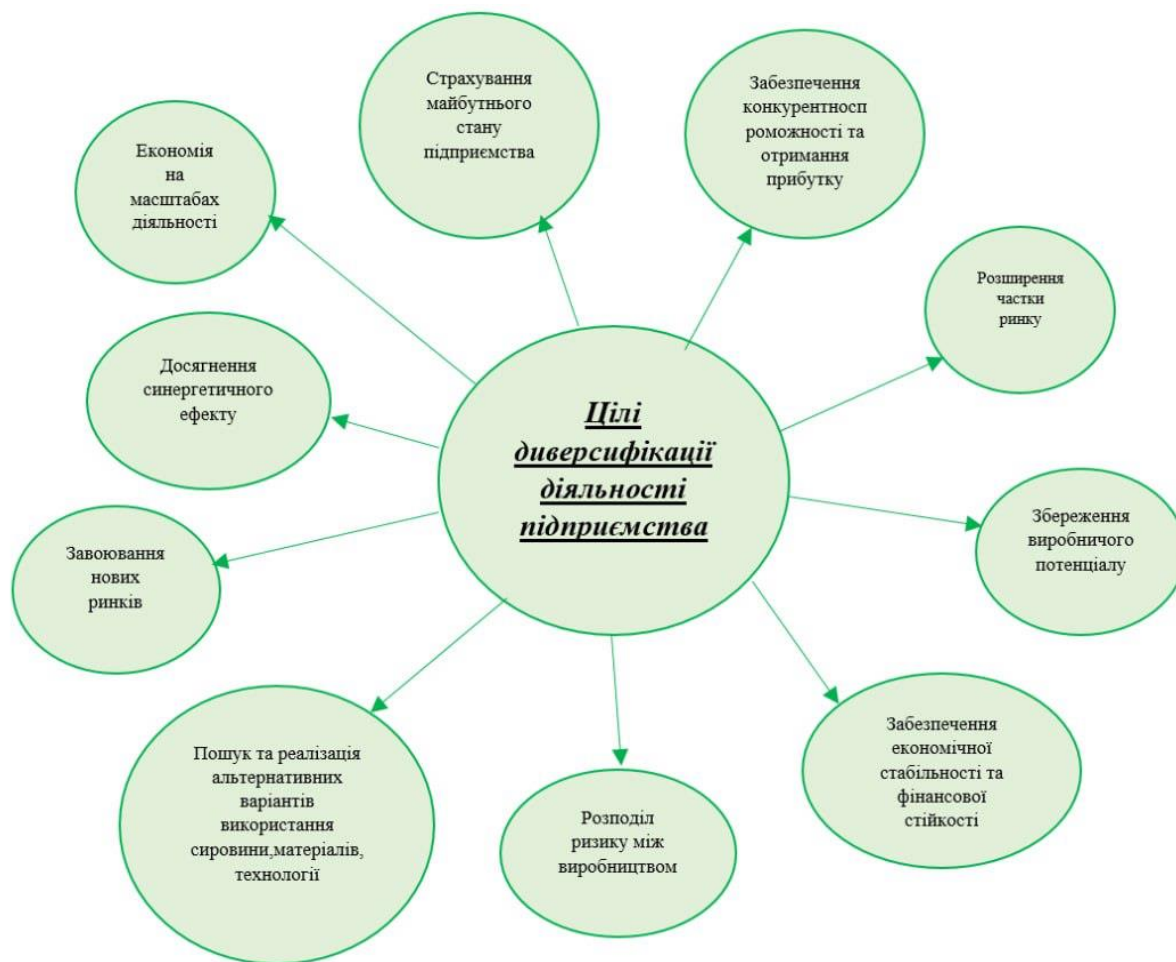 Страхування
майбутнього
стану
підприємства
Забезпечення
конкурентносп
роможності та
отримання
прибутку
Економія
на
масштабах
діяльності
Розширення
частки
ринку
Досягнення
синергетичного
ефекту
Цілі
диверсифікації
діяльності
підприємства
Збереження
виробничого
потенціалу
Завоювання
нових
ринків
Забезпечення
економічної
стабільності та
фінансової
стійкості
Пошук та реалізація
альтернативних
варіантів
використання
сировини,матеріалів,
технології
Розподіл
ризику між
виробництвом